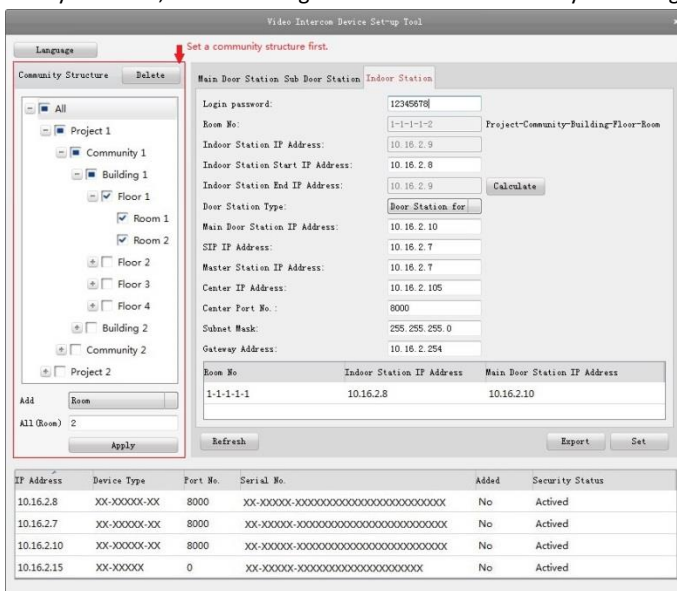 Video Intercom Device Set-up Tool
Language
Set a community structure first.
Community Structure
Delete
All
Project 1
Community 1
Building 1
Floor 1
Room 1
Room 2
Floor 2
Floor 3
Floor 4
Building 2
Community 2
Project 2
Add Room
All(Room) 2
Apply
Main Door Station Sub Door Station Indoor Station
Login password: 12345678
Room No: 1-1-1-1-2 Project-Community-Building-Floor-Room
Indoor Station IP Address: 10.16.2.9
Indoor Station Start IP Address: 10.16.2.8
Indoor Station End IP Address: 10.16.2.9 Calculate
Door Station Type: Door Station for
Main Door Station IP Address: 10.16.2.10
SIP IP Address: 10.16.2.7
Master Station IP Address: 10.16.2.7
Center IP Address: 10.16.2.105
Center Port No.: 8000
Subnet Mask: 255.255.255.0
Gateway Address: 10.16.2.254
Room No Indoor Station IP Address Main Door Station IP Address
1-1-1-1-1 10.16.2.8 10.16.2.10
Refresh Export Set
IP Address Device Type Port No. Serial No. Added Security Status
10.16.2.8 XX-XXXXX-XX 8000 XX-XXXXX-XXXXXXXXXXXXXXXXXXXXXXXXX No Actived
10.16.2.7 XX-XXXXX-XX 8000 XX-XXXXX-XXXXXXXXXXXXXXXXXXXXXXXXX No Actived
10.16.2.10 XX-XXXXX-XX 8000 XX-XXXXX-XXXXXXXXXXXXXXXXXXXXXXXXX No Actived
10.16.2.15 XX-XXXXX 0 XX-XXXXX-XXXXXXXXXXXXXXXXXXXXX No Actived